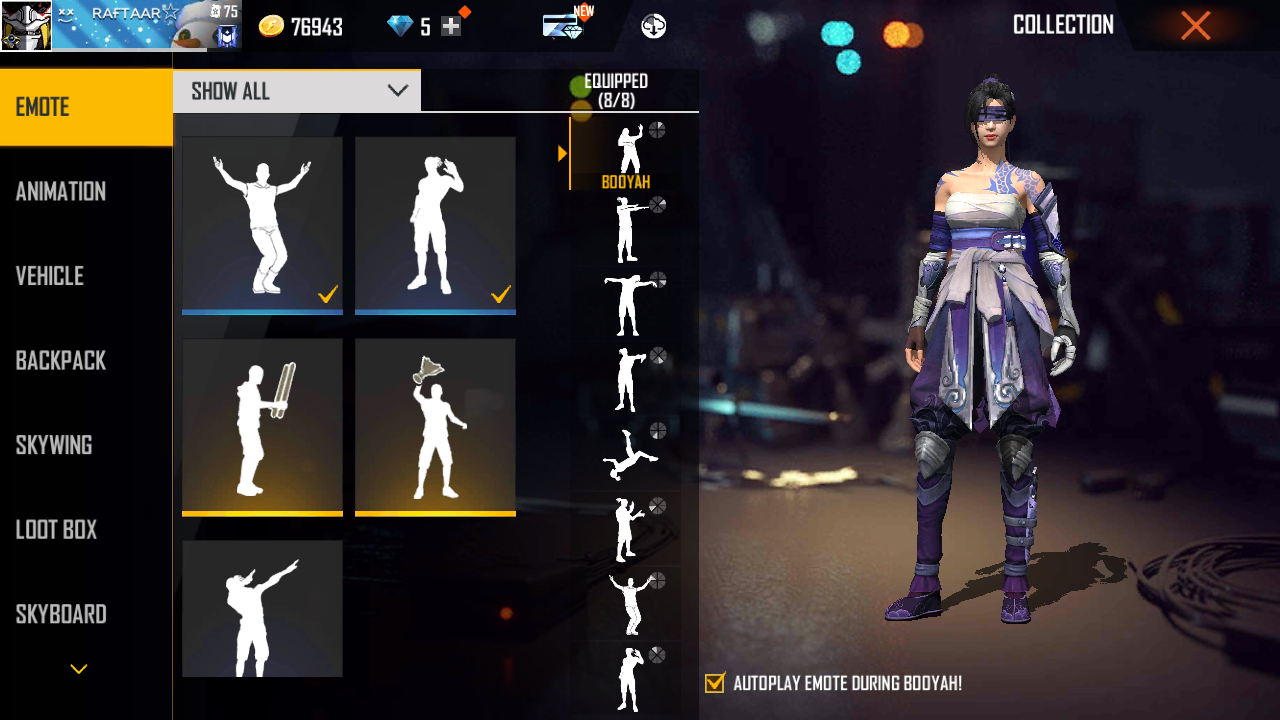 ×× RAFTAAR☆
75
76943
5
NEW
COLLECTION
EMOTE
ANIMATION
VEHICLE
BACKPACK
SKYWING
LOOT BOX
SKYBOARD
SHOW ALL
EQUIPPED
(8/8)
BOOYAH
AUTOPLAY EMOTE DURING BOOYAH!